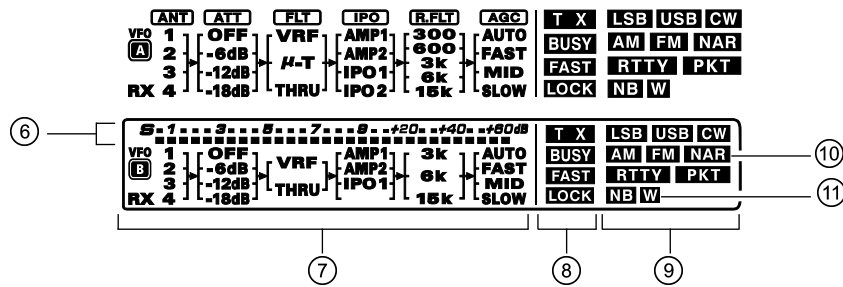 ANT ATT FLT IPO R.FLT AGC T X LSB USB CW
VFO 1 OFF VRF AMP1 300 AUTO
A 2 -6dB AMP2 600 FAST BUSY AM FM NAR
3 -12dB μ-T IPO1 3k MID FAST RTTY PKT
6k
RX 4 -18dB THRU IPO2 15k SLOW LOCK NB W
6 S 1 3 5 7 9 +20 +40 +60dB T X LSB USB CW
VFO 1 OFF AMP1 3k AUTO BUSY AM FM NAR 10
B 2 -6dB VRF AMP2 FAST
3 -12dB THRU IPO1 6k MID FAST RTTY PKT
RX 4 -18dB 15k SLOW LOCK NB W 11
7 8 9